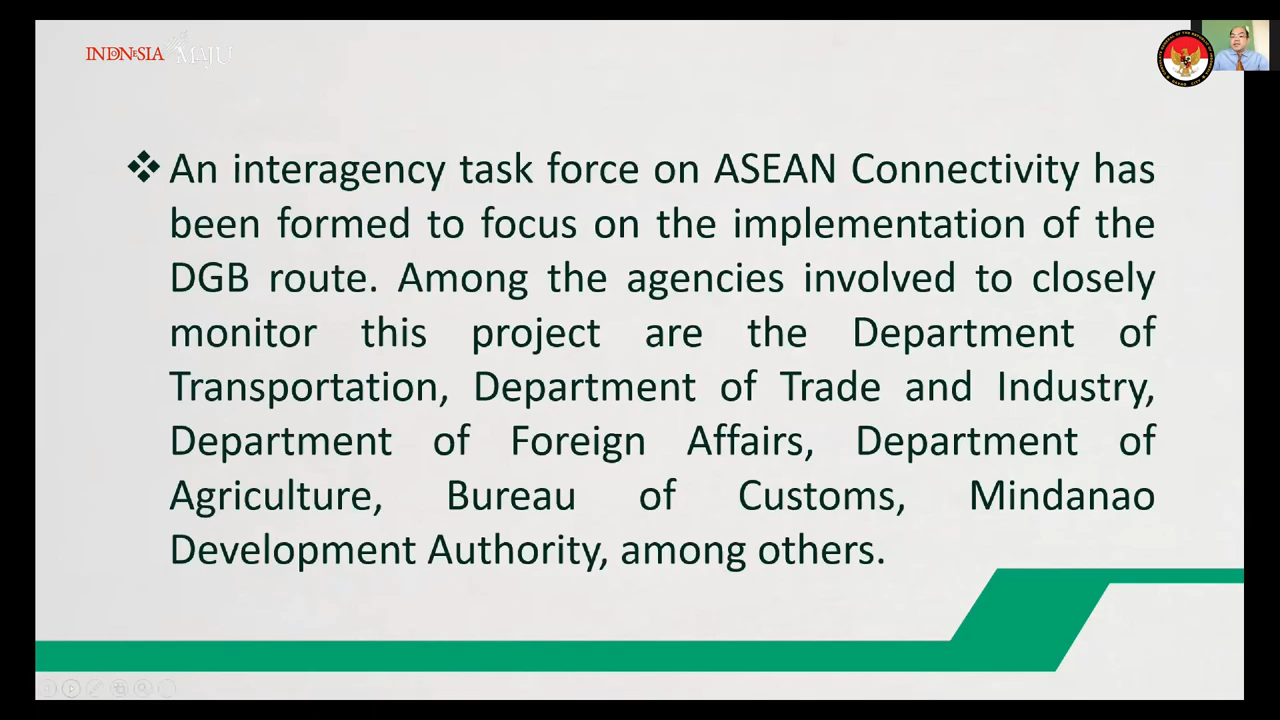 INDONESIA MAJU
❖ An interagency task force on ASEAN Connectivity has
been formed to focus on the implementation of the
DGB route. Among the agencies involved to closely
monitor this project are the Department of
Transportation, Department of Trade and Industry,
Department of Foreign Affairs, Department of
Agriculture, Bureau of Customs, Mindanao
Development Authority, among others.